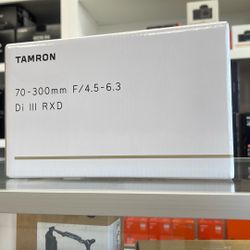 TAMRON
70-300mm F/4.5-6.3
Di III RXD